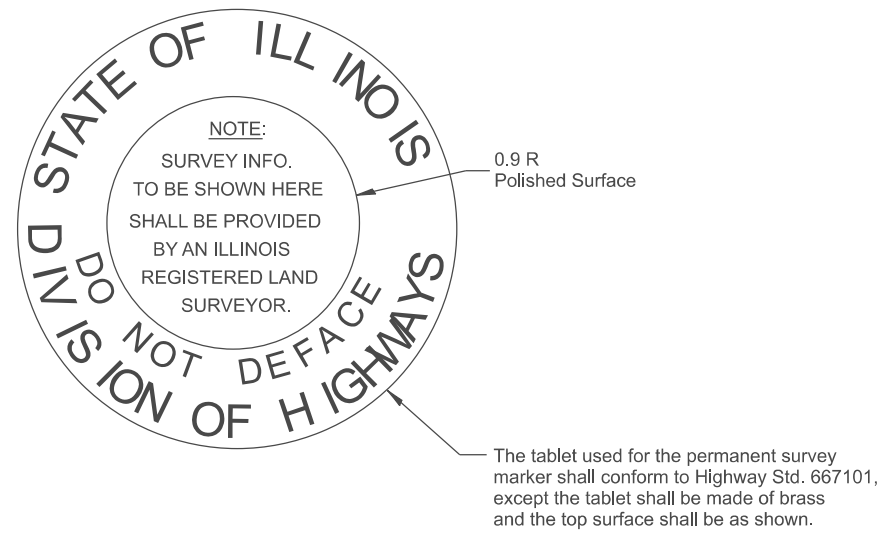 STATE OF ILLINOIS
NOTE:
SURVEY INFO.
TO BE SHOWN HERE
SHALL BE PROVIDED
BY AN ILLINOIS
REGISTERED LAND
SURVEYOR.
DO NOT DEFACE
DIVISION OF HIGHWAYS
0.9 R
Polished Surface
The tablet used for the permanent survey
marker shall conform to Highway Std. 667101,
except the tablet shall be made of brass
and the top surface shall be as shown.